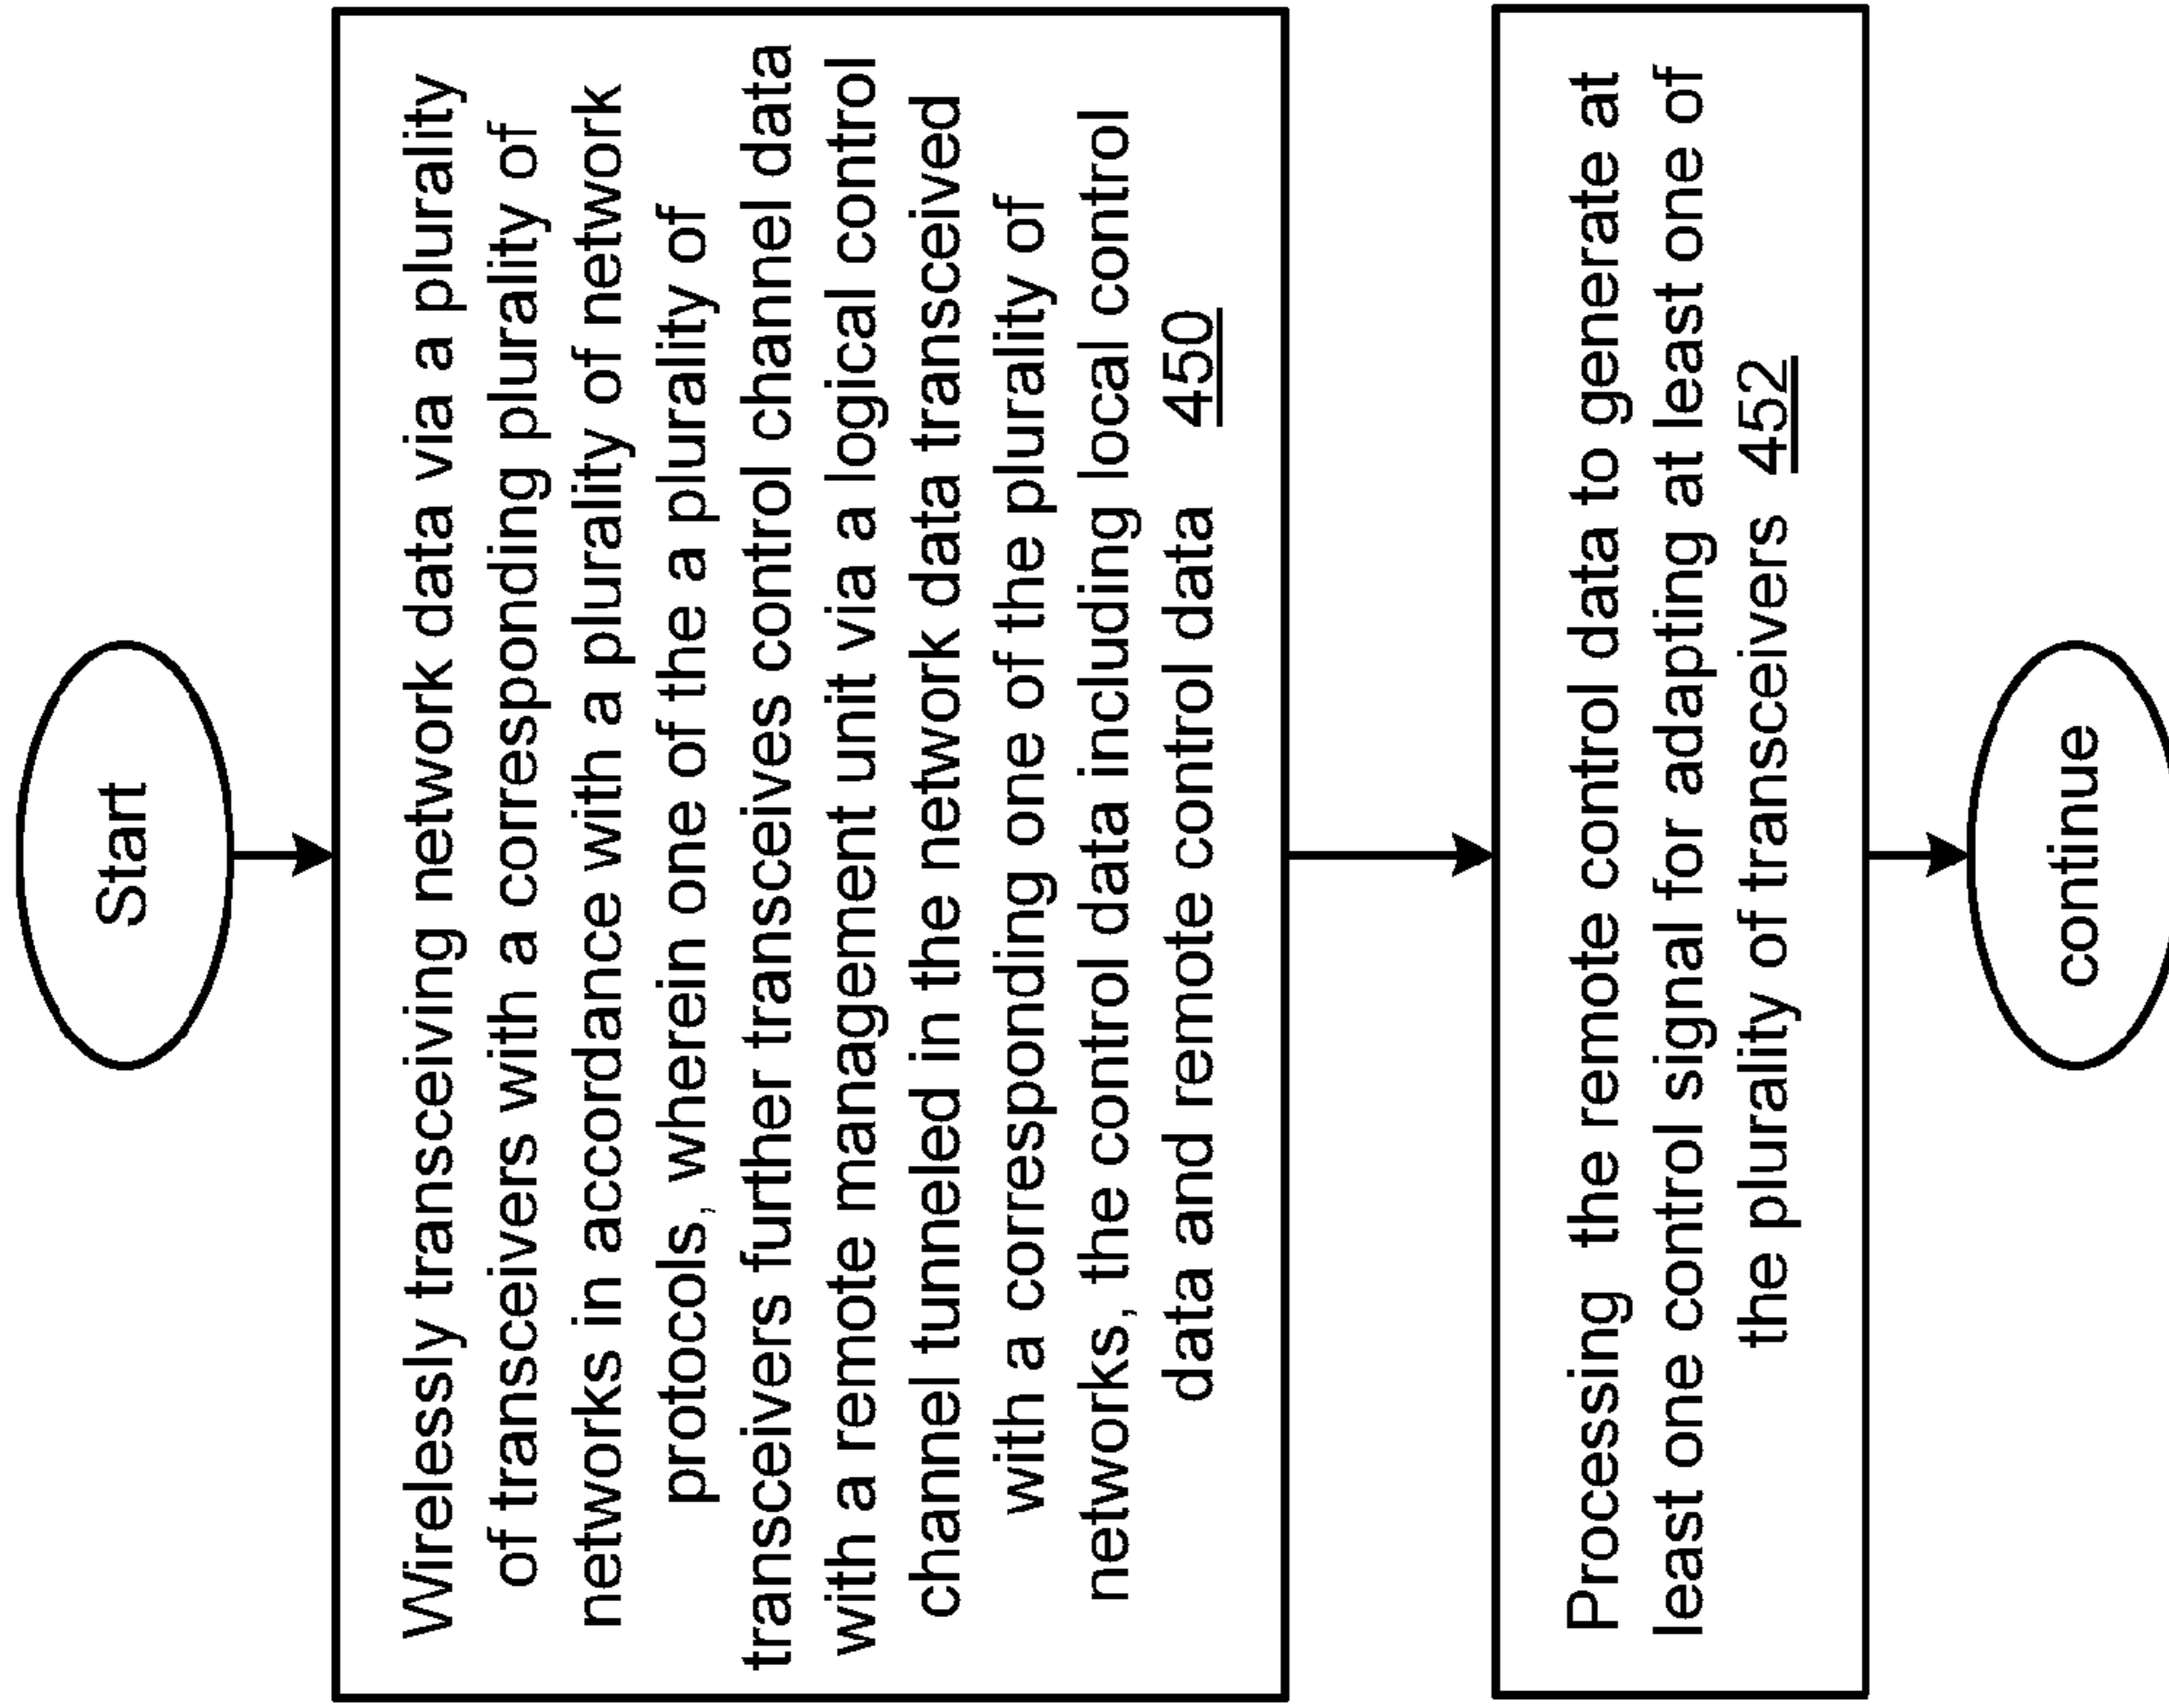 Start
Wirelessly transceiving network data via a plurality
of transceivers with a corresponding plurality of
networks in accordance with a plurality of network
protocols, wherein one of the a plurality of
transceivers further transceives control channel data
with a remote management unit via a logical control
channel tunneled in the network data transceived
with a corresponding one of the plurality of
networks, the control data including local control
data and remote control data 450
Processing the remote control data to generate at
least one control signal for adapting at least one of
the plurality of transceivers 452
continue